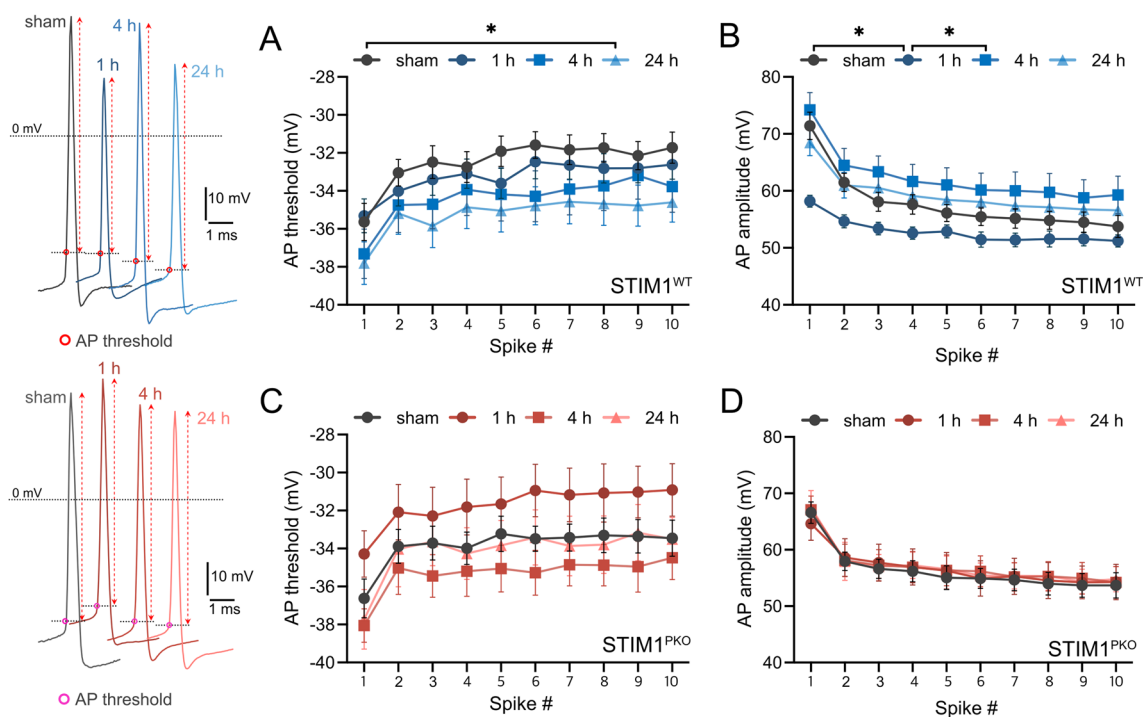 sham
4 h
1 h
24 h
0 mV
10 mV
1 ms
AP threshold
A
*
sham 1 h 4 h 24 h
AP threshold (mV)
-28
-30
-32
-34
-36
-38
-40
STIM1WT
1 2 3 4 5 6 7 8 9 10
Spike #
B
* *
sham 1 h 4 h 24 h
AP amplitude (mV)
80
70
60
50
40
STIM1WT
1 2 3 4 5 6 7 8 9 10
Spike #
1 h
sham
4 h
24 h
0 mV
10 mV
1 ms
AP threshold
C
sham 1 h 4 h 24 h
AP threshold (mV)
-28
-30
-32
-34
-36
-38
-40
STIM1PKO
1 2 3 4 5 6 7 8 9 10
Spike #
D
sham 1 h 4 h 24 h
AP amplitude (mV)
80
70
60
50
40
STIM1PKO
1 2 3 4 5 6 7 8 9 10
Spike #